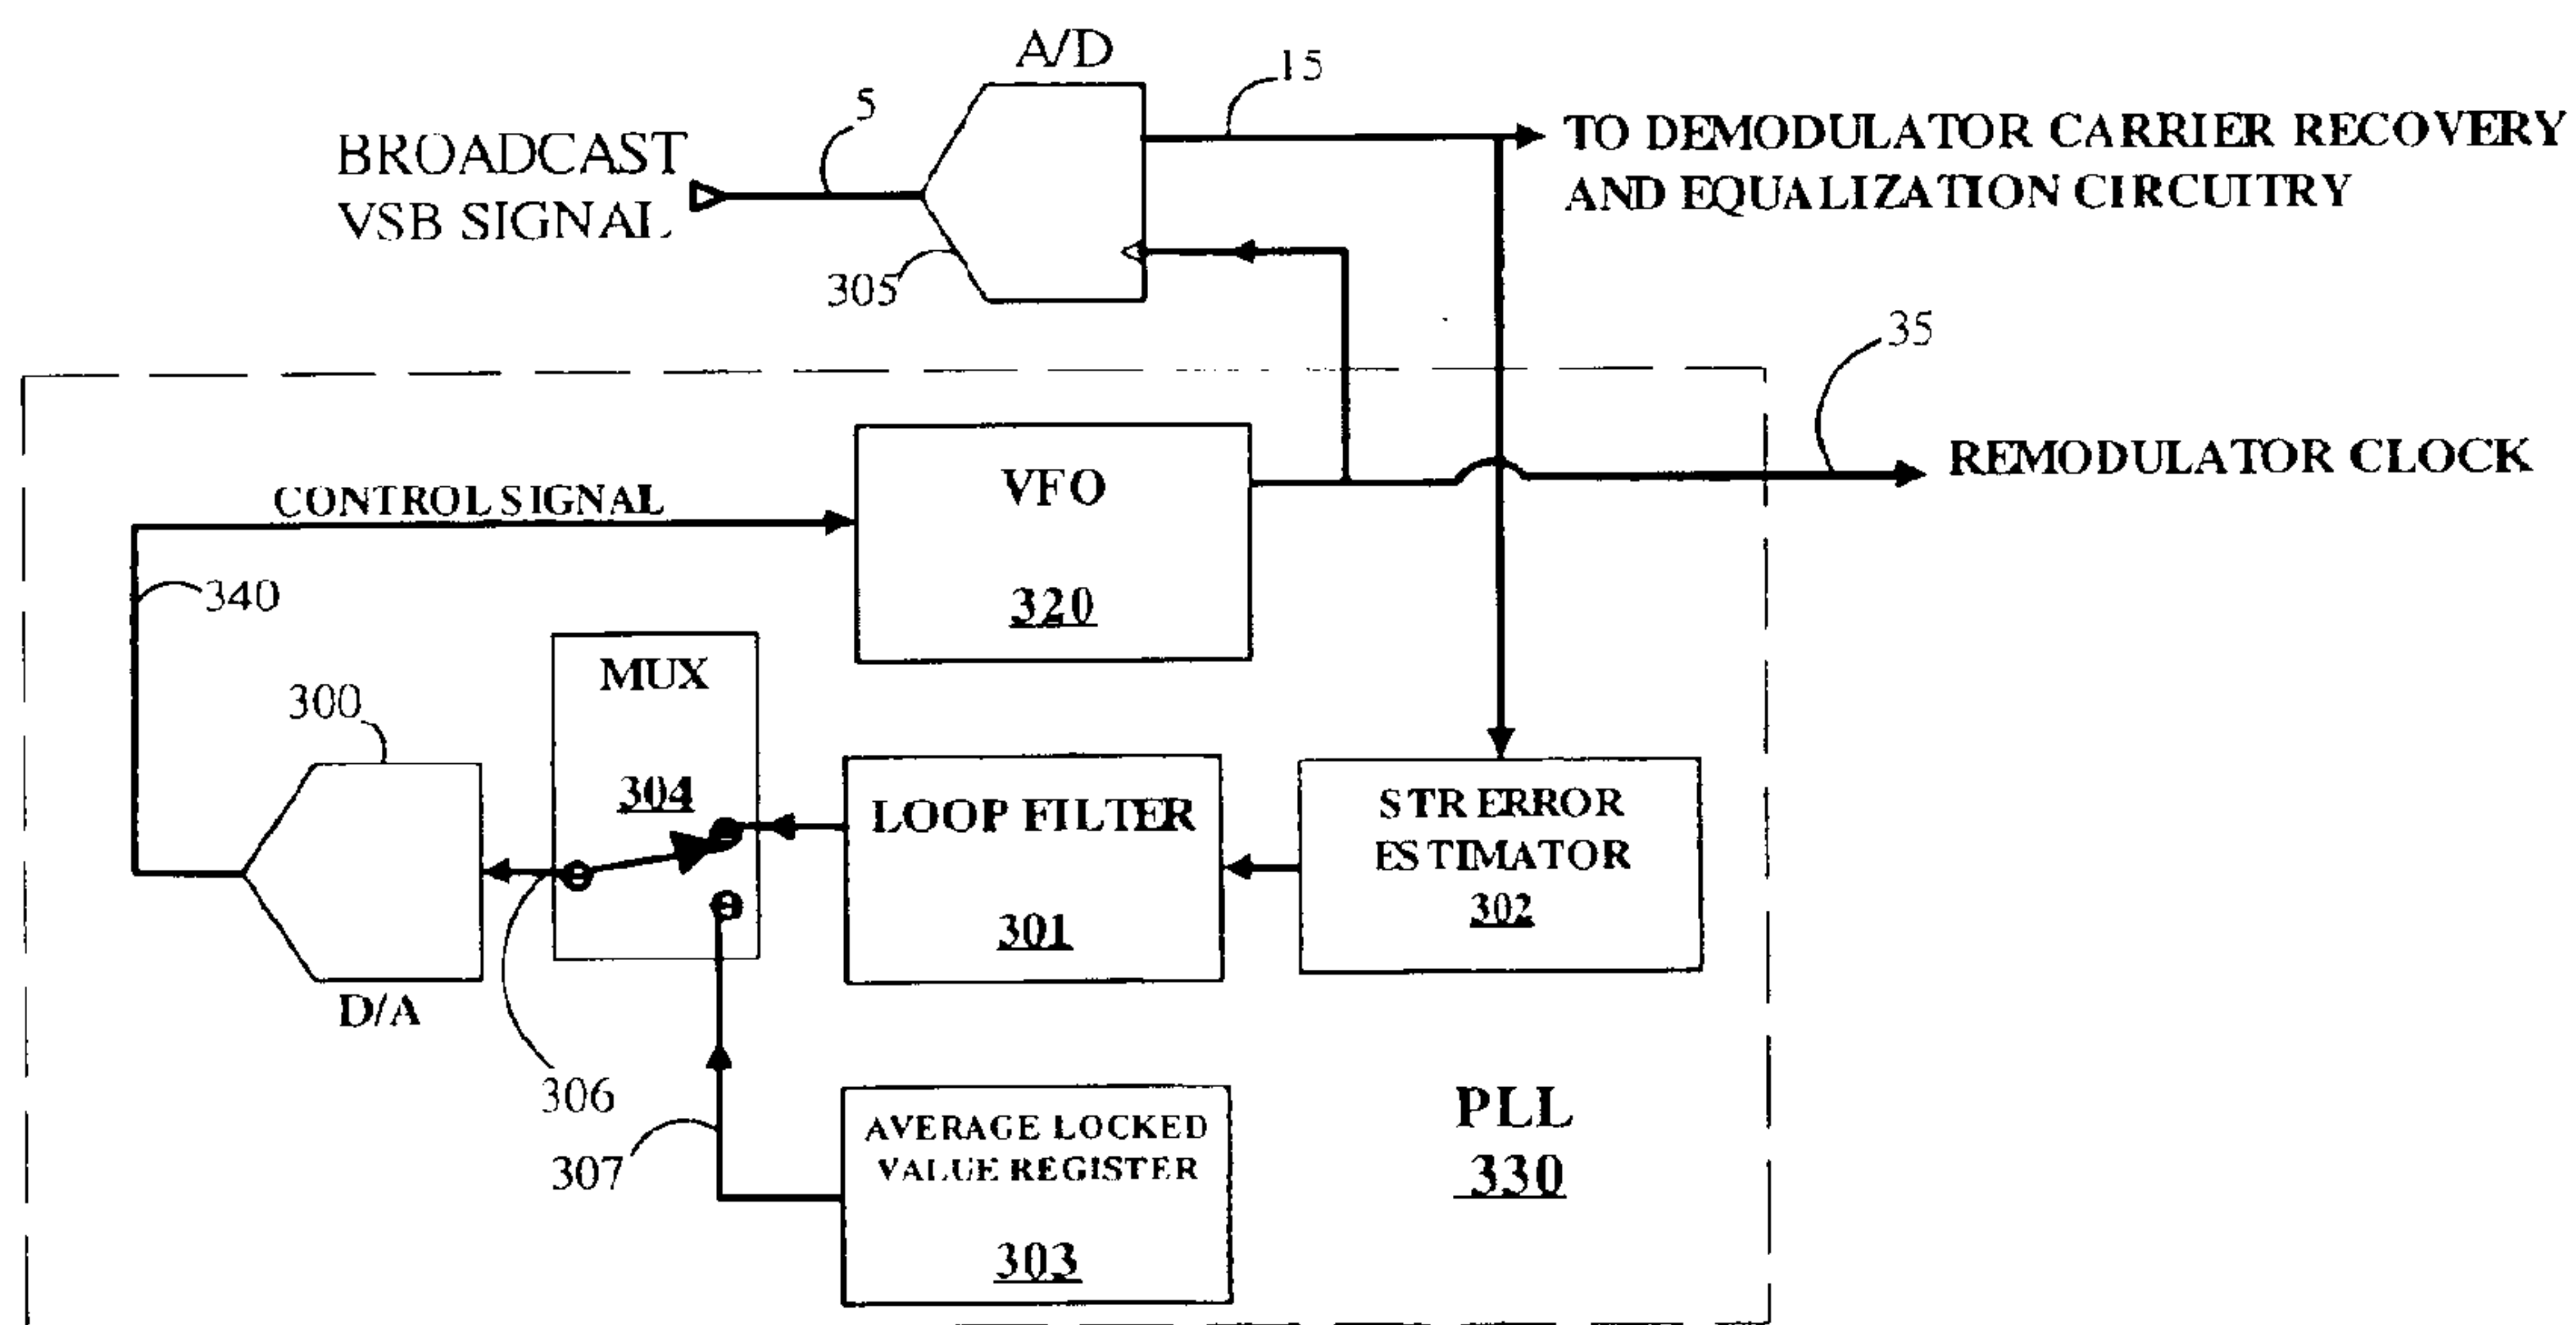 A/D
15
5
BROADCAST
VSB SIGNAL
TO DEMODULATOR CARRIER RECOVERY
AND EQUALIZATION CIRCUITRY
305
35
REMODULATOR CLOCK
CONTROL SIGNAL
VFO
320
340
MUX
304
300
D/A
LOOP FILTER
301
STR ERROR
ESTIMATOR
302
306
307
AVERAGE LOCKED
VALUE REGISTER
303
PLL
330